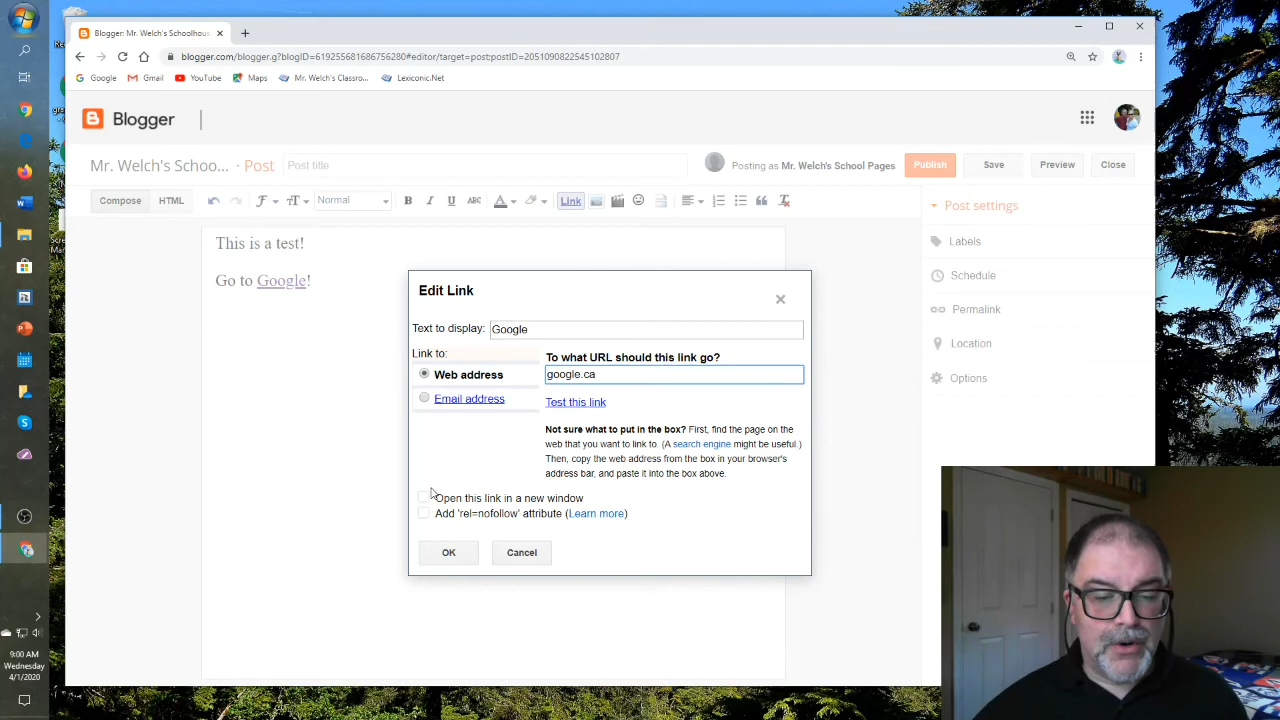 Blogger: Mr. Welch's Schoolhous
blogger.com/blogger.g?blogID=619255681686756280#editor/target=post;postID=2051090822545102807
Google
Gmail
YouTube
Maps
Mr. Welch's Classro...
Lexiconic.Net
Blogger
Mr. Welch's Schoo... · Post
Post title
Posting as Mr. Welch's School Pages
Publish
Save
Preview
Close
Compose
HTML
Normal
B
I
U
ABC
A
Link
Post settings
Labels
Schedule
Permalink
Location
Options
This is a test!
Go to Google!
Edit Link
Text to display:
Google
Link to:
Web address
Email address
To what URL should this link go?
google.ca
Test this link
Not sure what to put in the box? First, find the page on the
web that you want to link to. (A search engine might be useful.)
Then, copy the web address from the box in your browser's
address bar, and paste it into the box above.
Open this link in a new window
Add 'rel=nofollow' attribute (Learn more)
OK
Cancel
9:00 AM
Wednesday
4/1/2020